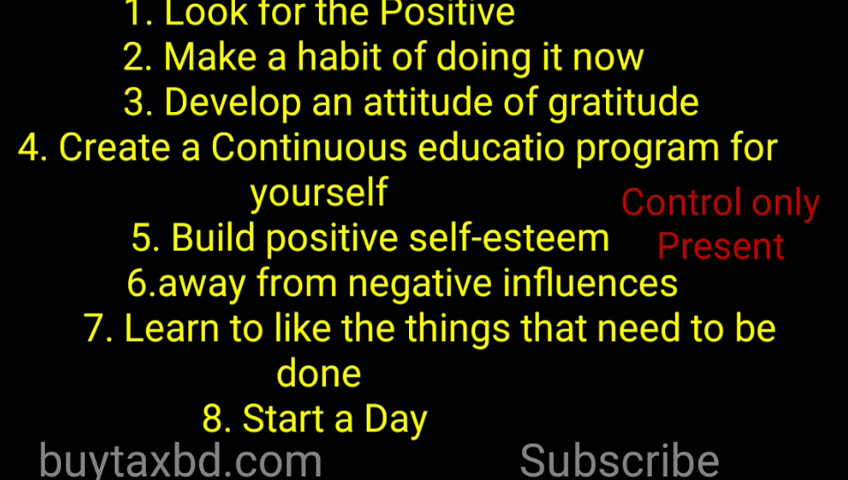 1. Look for the Positive
2. Make a habit of doing it now
3. Develop an attitude of gratitude
4. Create a Continuous educatio program for
yourself
Control only
Present
5. Build positive self-esteem
6.away from negative influences
7. Learn to like the things that need to be
done
8. Start a Day
buytaxbd.com
Subscribe